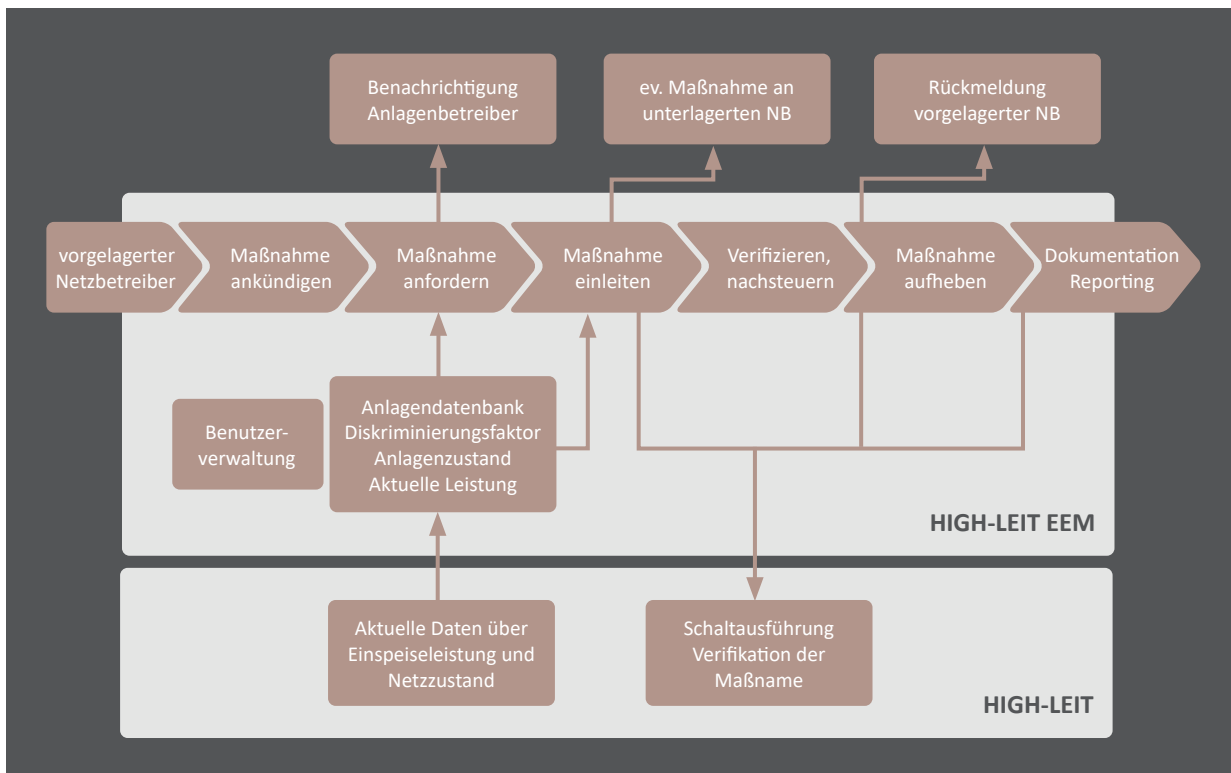 Benachrichtigung
Anlagenbetreiber
ev. Maßnahme an
unterlagerten NB
Rückmeldung
vorgelagerter NB
vorgelagerter
Netzbetreiber
Maßnahme
ankündigen
Maßnahme
anfordern
Maßnahme
einleiten
Verifizieren,
nachsteuern
Maßnahme
aufheben
Dokumentation
Reporting
Benutzer-
verwaltung
Anlagendatenbank
Diskriminierungsfaktor
Anlagenzustand
Aktuelle Leistung
HIGH-LEIT EEM
Aktuelle Daten über
Einspeiseleistung und
Netzzustand
Schaltausführung
Verifikation der
Maßname
HIGH-LEIT